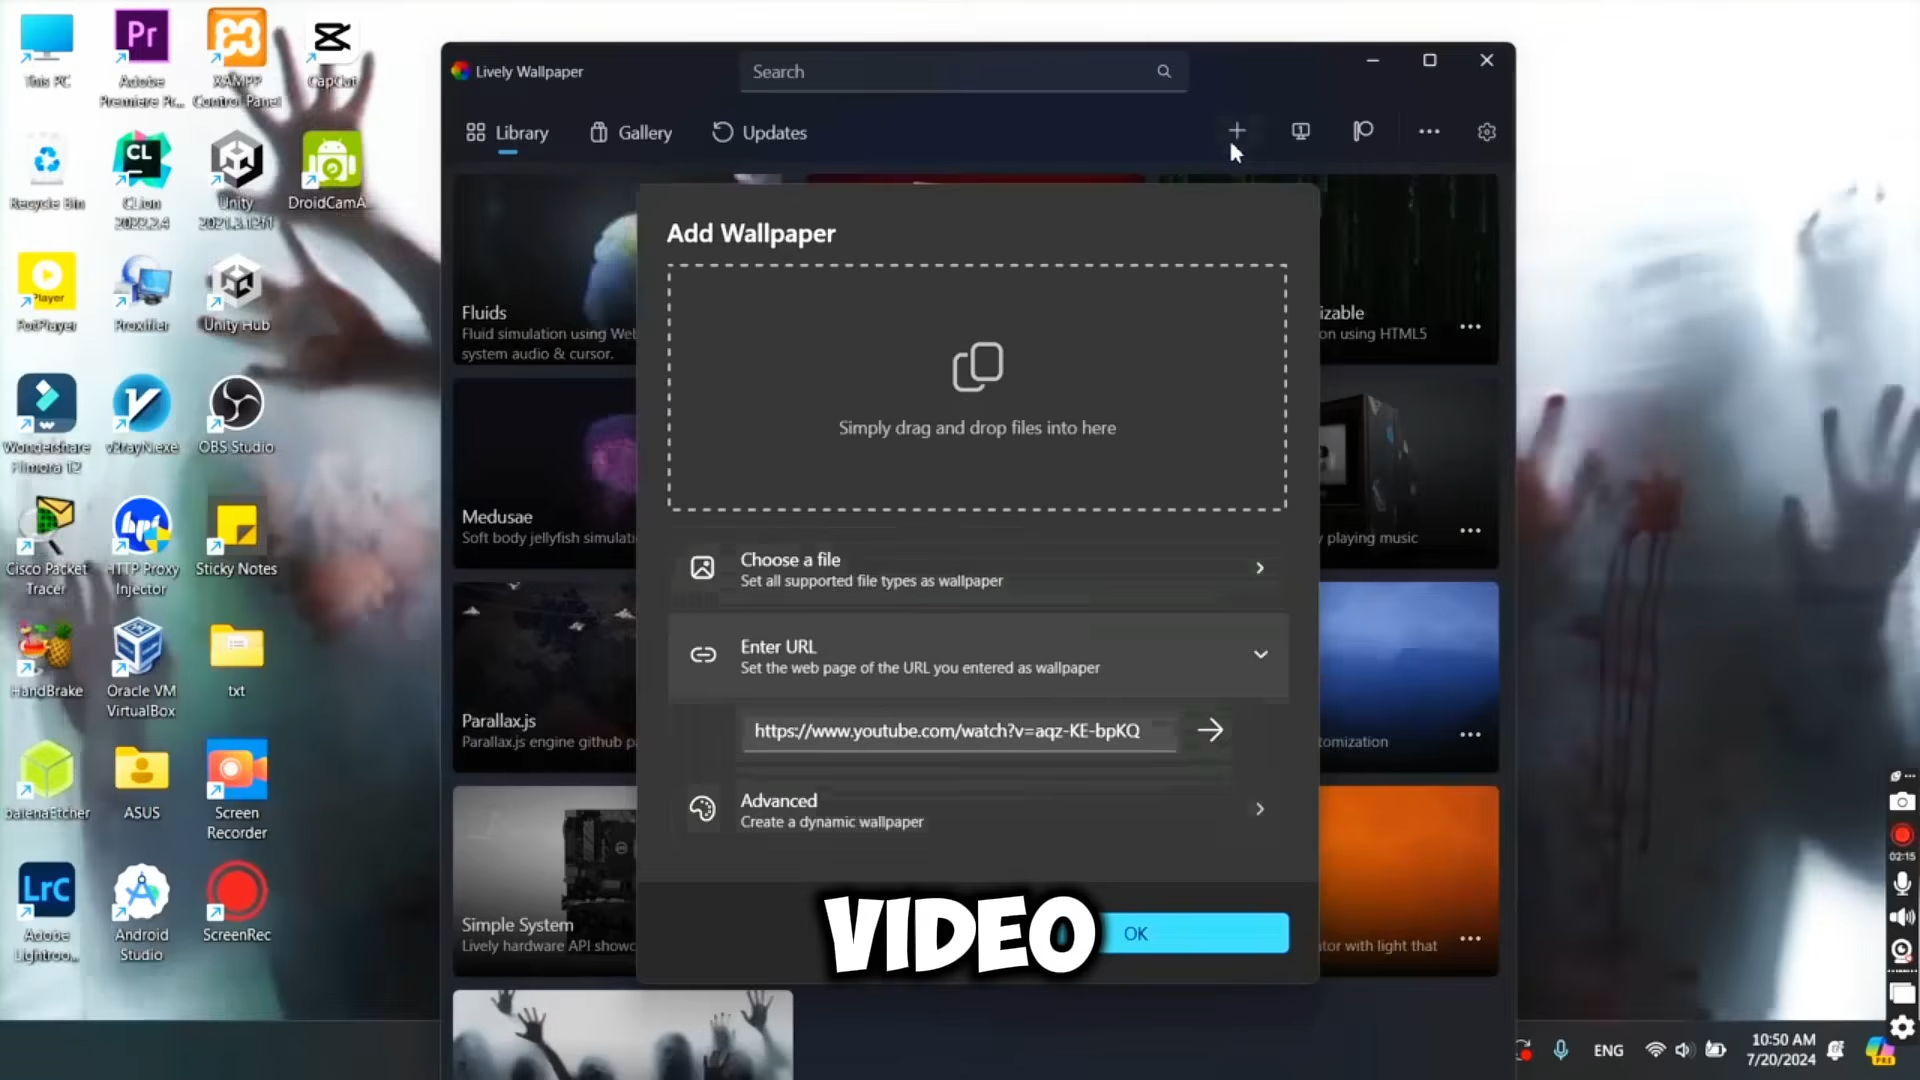 This PC
Adobe
Premiere Pr...
XAMPP
Control Panel
CapCut
Recycle Bin
CLion
2022.2.4
Unity
2021.3.12f1
DroidCamA...
PotPlayer
Proxifier
Unity Hub
Wondershare
Filmora 12
v2rayN.exe
OBS Studio
Cisco Packet
Tracer
HTTP Proxy
Injector
Sticky Notes
HandBrake
Oracle VM
VirtualBox
txt
balenaEtcher
ASUS
Screen
Recorder
Adobe
Lightroo...
Android
Studio
ScreenRec
Lively Wallpaper
Search
Library
Gallery
Updates
Fluids
Fluid simulation using Web
system audio & cursor.
izable
on using HTML5
Medusae
Soft body jellyfish simulati
y playing music
Parallax.js
Parallax.js engine github p
tomization
Simple System
Lively hardware API showc
tor with light that
Add Wallpaper
Simply drag and drop files into here
Choose a file
Set all supported file types as wallpaper
Enter URL
Set the web page of the URL you entered as wallpaper
https://www.youtube.com/watch?v=aqz-KE-bpKQ
Advanced
Create a dynamic wallpaper
VIDEO
OK
02:15
ENG
10:50 AM
7/20/2024